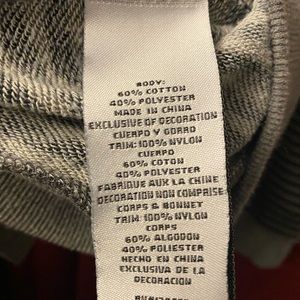 BODY:
60% COTTON
40% POLYESTER
MADE IN CHINA
EXCLUSIVE OF DECORATION
CUERPO Y GORRO
TRIM: 100% NYLON
CUERPO
60% COTON
40% POLYESTER
FABRIQUE AUX LA CHINE
DECORATION NON COMPRISE
CORPS & BONNET
TRIM: 100% NYLON
CORPS
60% ALGODON
40% POLIESTER
HECHO EN CHINA
EXCLUSIVA DE LA
DECORACION